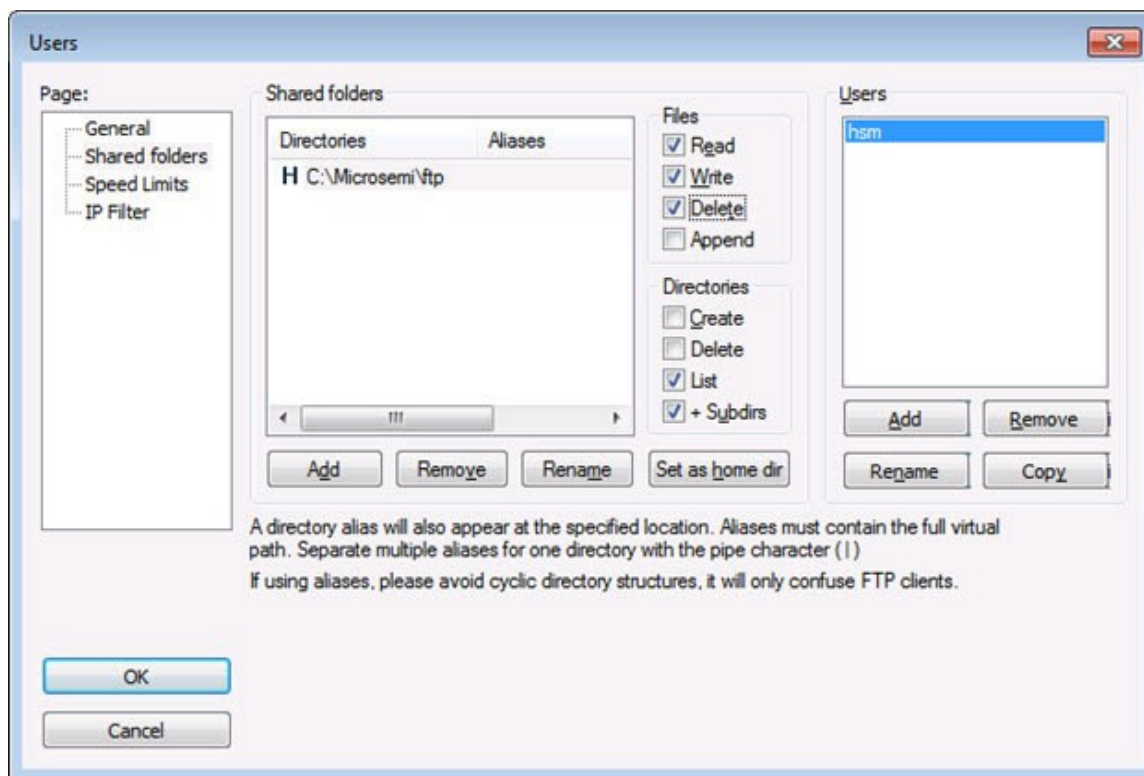 Users
Page:
General
Shared folders
Speed Limits
IP Filter
Shared folders
Directories Aliases
H C:\Microsemi\ftp
Add Remove Rename Set as home dir
Files
Read
Write
Delete
Append
Directories
Create
Delete
List
+ Subdirs
Users
hsm
Add Remove
Rename Copy
A directory alias will also appear at the specified location. Aliases must contain the full virtual
path. Separate multiple aliases for one directory with the pipe character ( | )
If using aliases, please avoid cyclic directory structures, it will only confuse FTP clients.
OK
Cancel